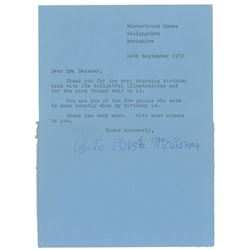 Winterbrook House
Wallingford
Berkshire
14th September 1972
Dear Mrs
Thank you for the very charming birthday
book with the delightful illustrations and
for the nice things said in it.
You are one of the few people who seem
to know exactly when my birthday is.
Thank you very much. With best wishes
to you.
Yours sincerely,
Agatha Christie Mallowan